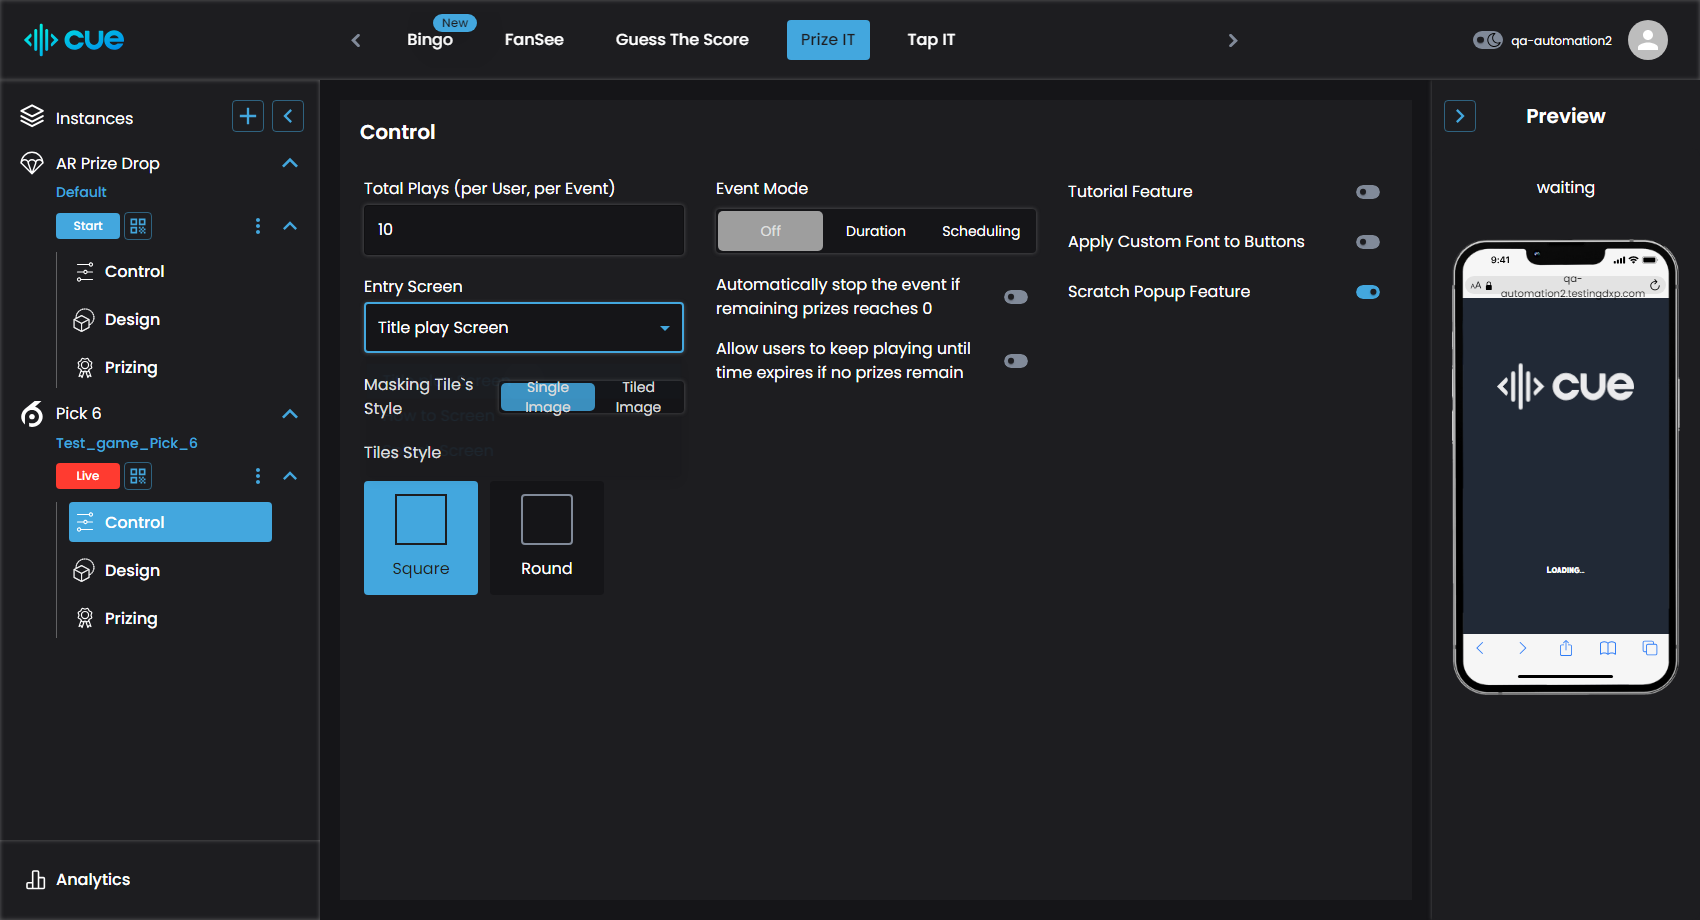 cue
New
Bingo
FanSee
Guess The Score
Prize IT
Tap IT
qa-automation2
Instances
AR Prize Drop
Default
Start
Control
Design
Prizing
Pick 6
Test_game_Pick_6
Live
Control
Design
Prizing
Analytics
Control
Total Plays (per User, per Event)
10
Entry Screen
Title play Screen
Masking Tile`s
Style
Single
Image
Tiled
Image
Tiles Style
Square
Round
Event Mode
Off
Duration
Scheduling
Automatically stop the event if
remaining prizes reaches 0
Allow users to keep playing until
time expires if no prizes remain
Tutorial Feature
Apply Custom Font to Buttons
Scratch Popup Feature
Preview
waiting
9:41
AA
qa-
automation2.testingdxp.com
cue
LOADING...